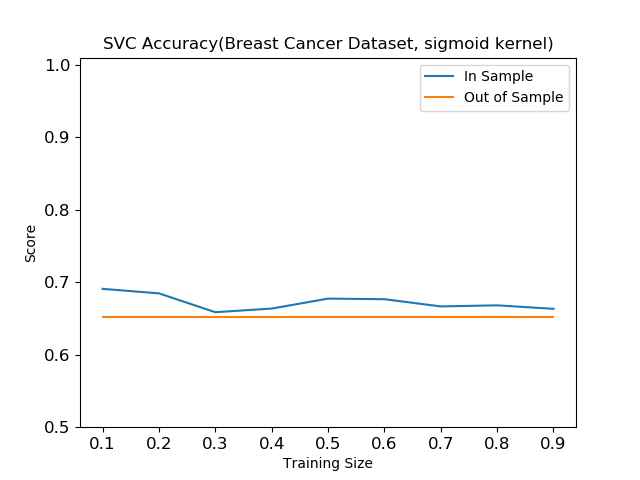 SVC Accuracy(Breast Cancer Dataset, sigmoid kernel)
In Sample
Out of Sample
Score
1.0
0.9
0.8
0.7
0.6
0.5
0.1 0.2 0.3 0.4 0.5 0.6 0.7 0.8 0.9
Training Size